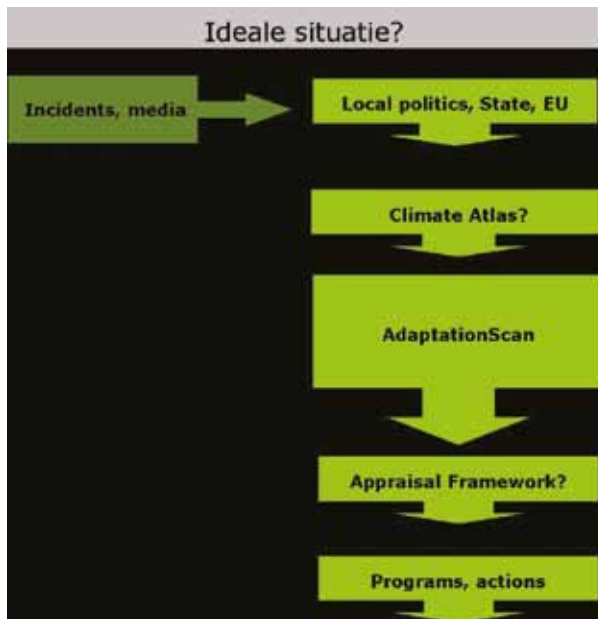 Ideale situatie?
Incidents, media
Local politics, State, EU
Climate Atlas?
AdaptationScan
Appraisal Framework?
Programs, actions